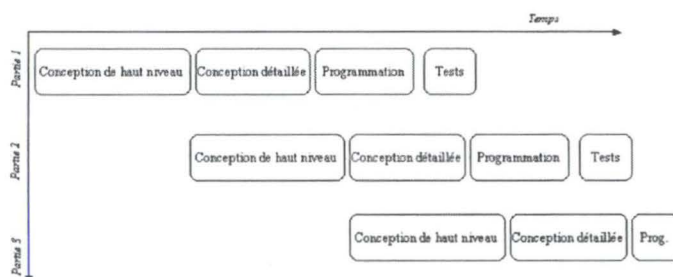 Temps
Partie 1
Conception de haut niveau
Conception détaillée
Programmation
Tests
Partie 2
Conception de haut niveau
Conception détaillée
Programmation
Tests
Partie 3
Conception de haut niveau
Conception détaillée
Prog.